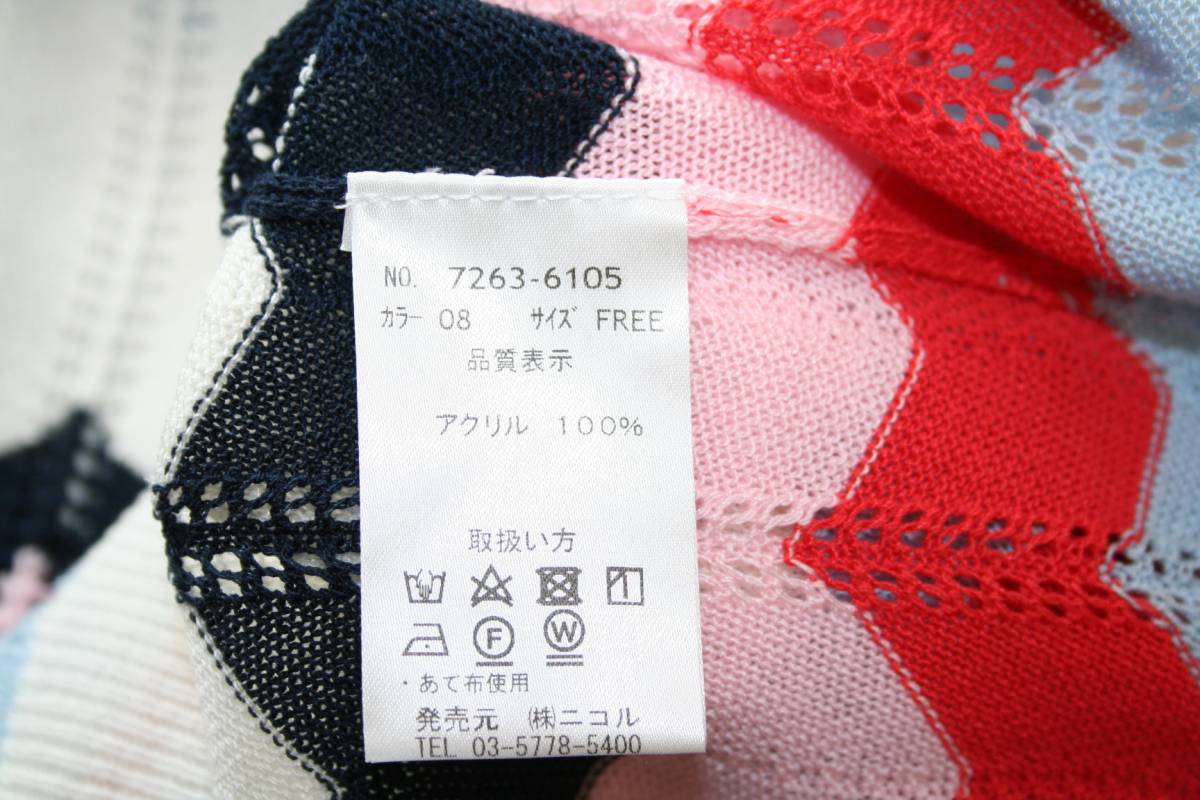 NO. 7263-6105
ｶﾗｰ 08 ｻｲｽﾞ FREE
品質表示
アクリル 100%
取扱い方
F W
・あて布使用
発売元 ㈱ニコル
TEL 03-5778-5400